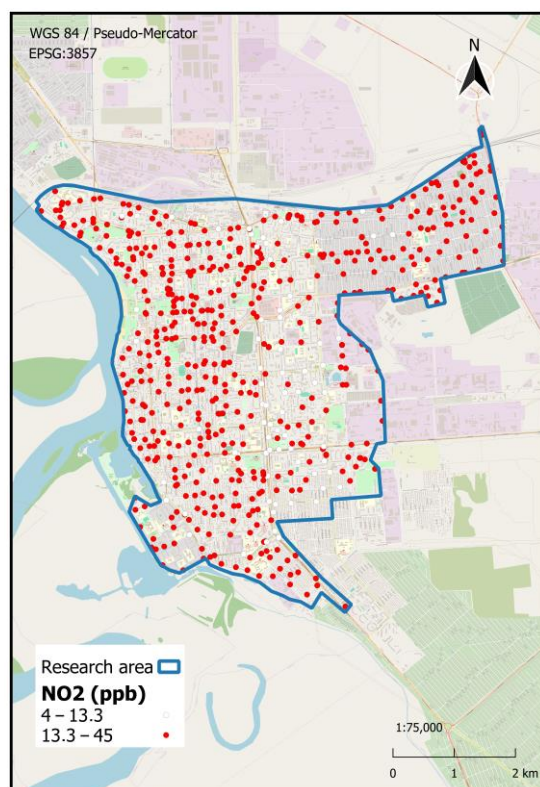 WGS 84 / Pseudo-Mercator
EPSG:3857
N
Research area
NO2 (ppb)
4 – 13.3
13.3 – 45
1:75,000
0 1 2 km